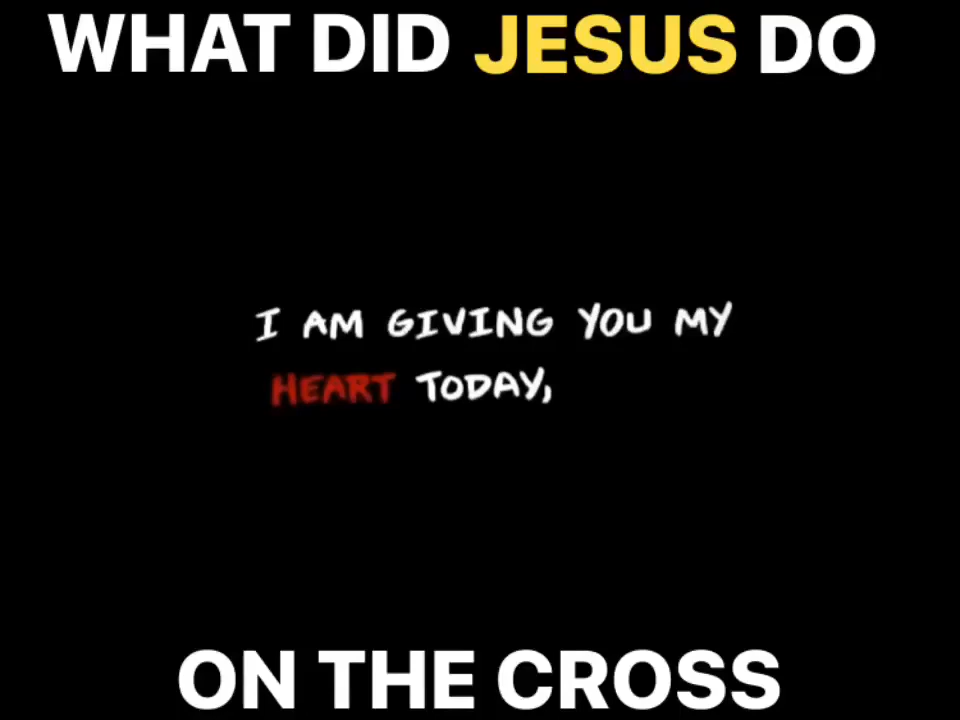 WHAT DID JESUS DO
I AM GIVING YOU MY
HEART TODAY,
ON THE CROSS